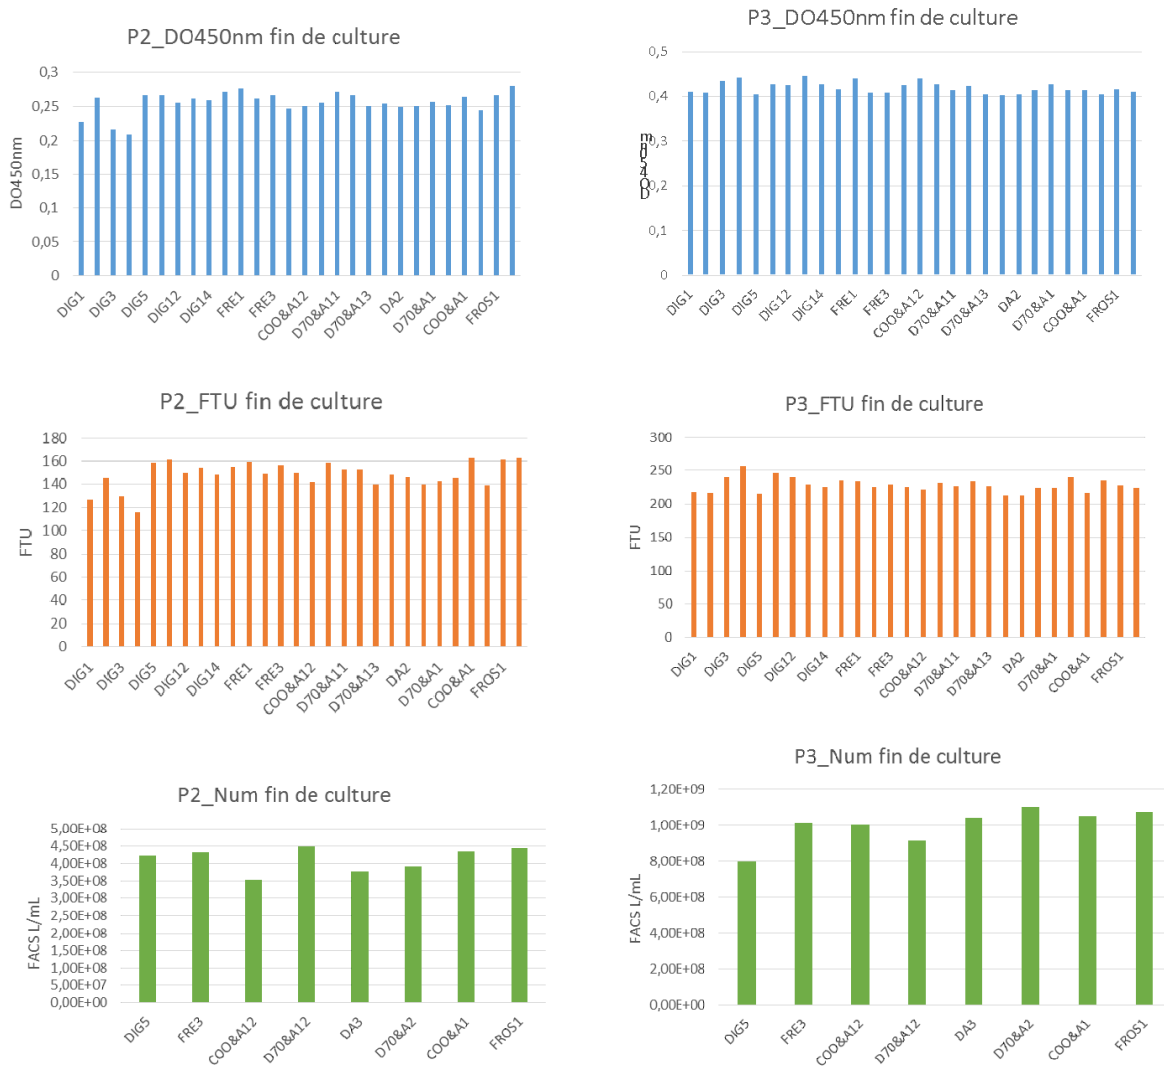 P2_DO450nm fin de culture
DO450nm
0,3
0,25
0,2
0,15
0,1
0,05
0
DIG1
DIG3
DIG5
DIG12
DIG14
FRE1
FRE3
COO&A12
D70&A11
D70&A13
DA2
D70&A1
COO&A1
FROS1
P3_DO450nm fin de culture
DO450nm
0,5
0,4
0,3
0,2
0,1
0
DIG1
DIG3
DIG5
DIG12
DIG14
FRE1
FRE3
COO&A12
D70&A11
D70&A13
DA2
D70&A1
COO&A1
FROS1
P2_FTU fin de culture
FTU
180
160
140
120
100
80
60
40
20
0
DIG1
DIG3
DIG5
DIG12
DIG14
FRE1
FRE3
COO&A12
D70&A11
D70&A13
DA2
D70&A1
COO&A1
FROS1
P3_FTU fin de culture
FTU
300
250
200
150
100
50
0
DIG1
DIG3
DIG5
DIG12
DIG14
FRE1
FRE3
COO&A12
D70&A11
D70&A13
DA2
D70&A1
COO&A1
FROS1
P2_Num fin de culture
FACS L/mL
5,00E+08
4,50E+08
4,00E+08
3,50E+08
3,00E+08
2,50E+08
2,00E+08
1,50E+08
1,00E+08
5,00E+07
0,00E+00
DIG5
FRE3
COO&A12
D70&A12
DA3
D70&A2
COO&A1
FROS1
P3_Num fin de culture
FACS L/mL
1,20E+09
1,00E+09
8,00E+08
6,00E+08
4,00E+08
2,00E+08
0,00E+00
DIG5
FRE3
COO&A12
D70&A12
DA3
D70&A2
COO&A1
FROS1